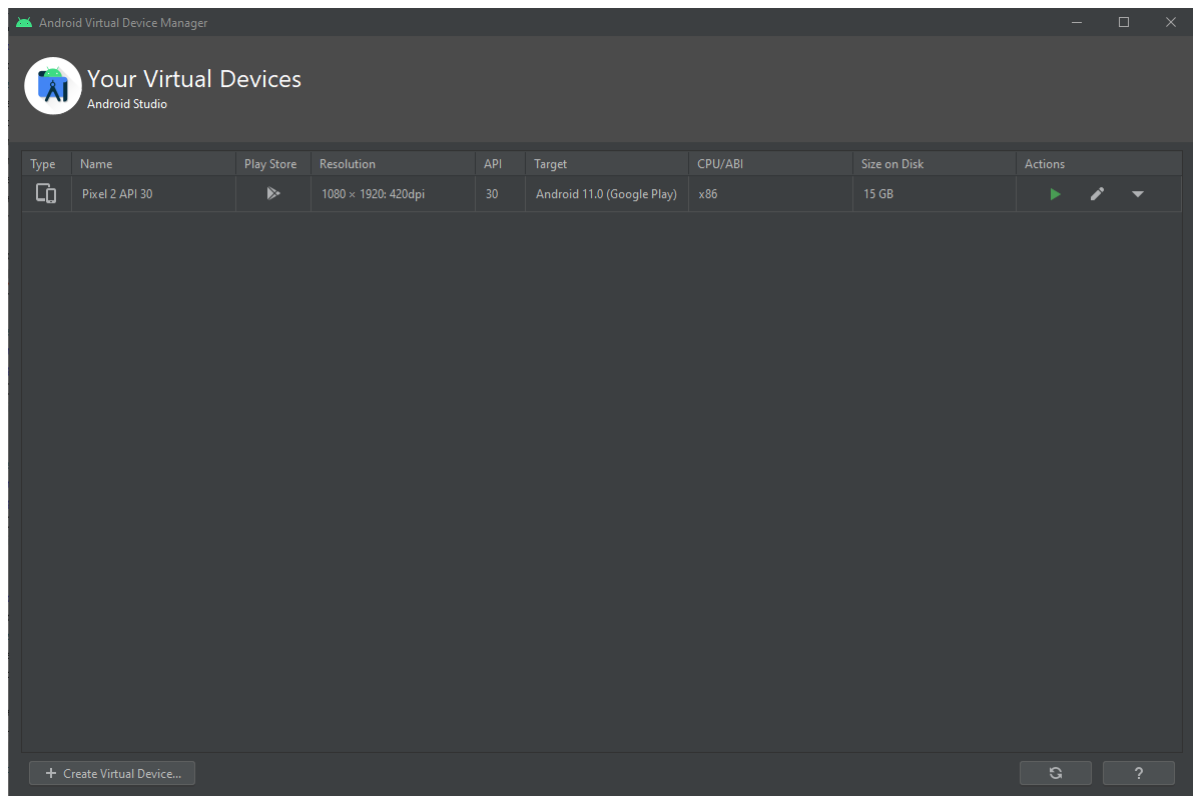 Android Virtual Device Manager
Your Virtual Devices
Android Studio
Type Name Play Store Resolution API Target CPU/ABI Size on Disk Actions
Pixel 2 API 30 1080 × 1920: 420dpi 30 Android 11.0 (Google Play) x86 15 GB
+ Create Virtual Device... ?